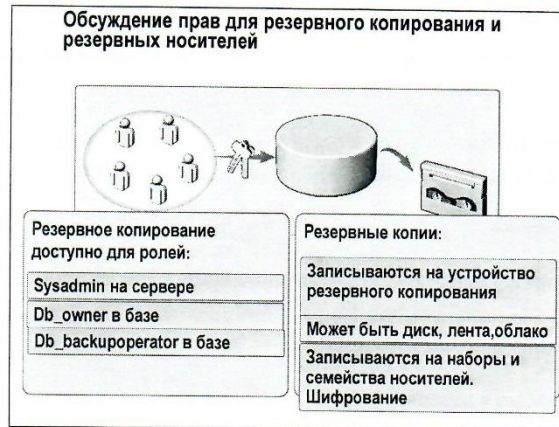 Обсуждение прав для резервного копирования и
резервных носителей
Резервное копирование
доступно для ролей:
Sysadmin на сервере
Db_owner в базе
Db_backupoperator в базе
Резервные копии:
Записываются на устройство
резервного копирования
Может быть диск, лента,облако
Записываются на наборы и
семейства носителей.
Шифрование